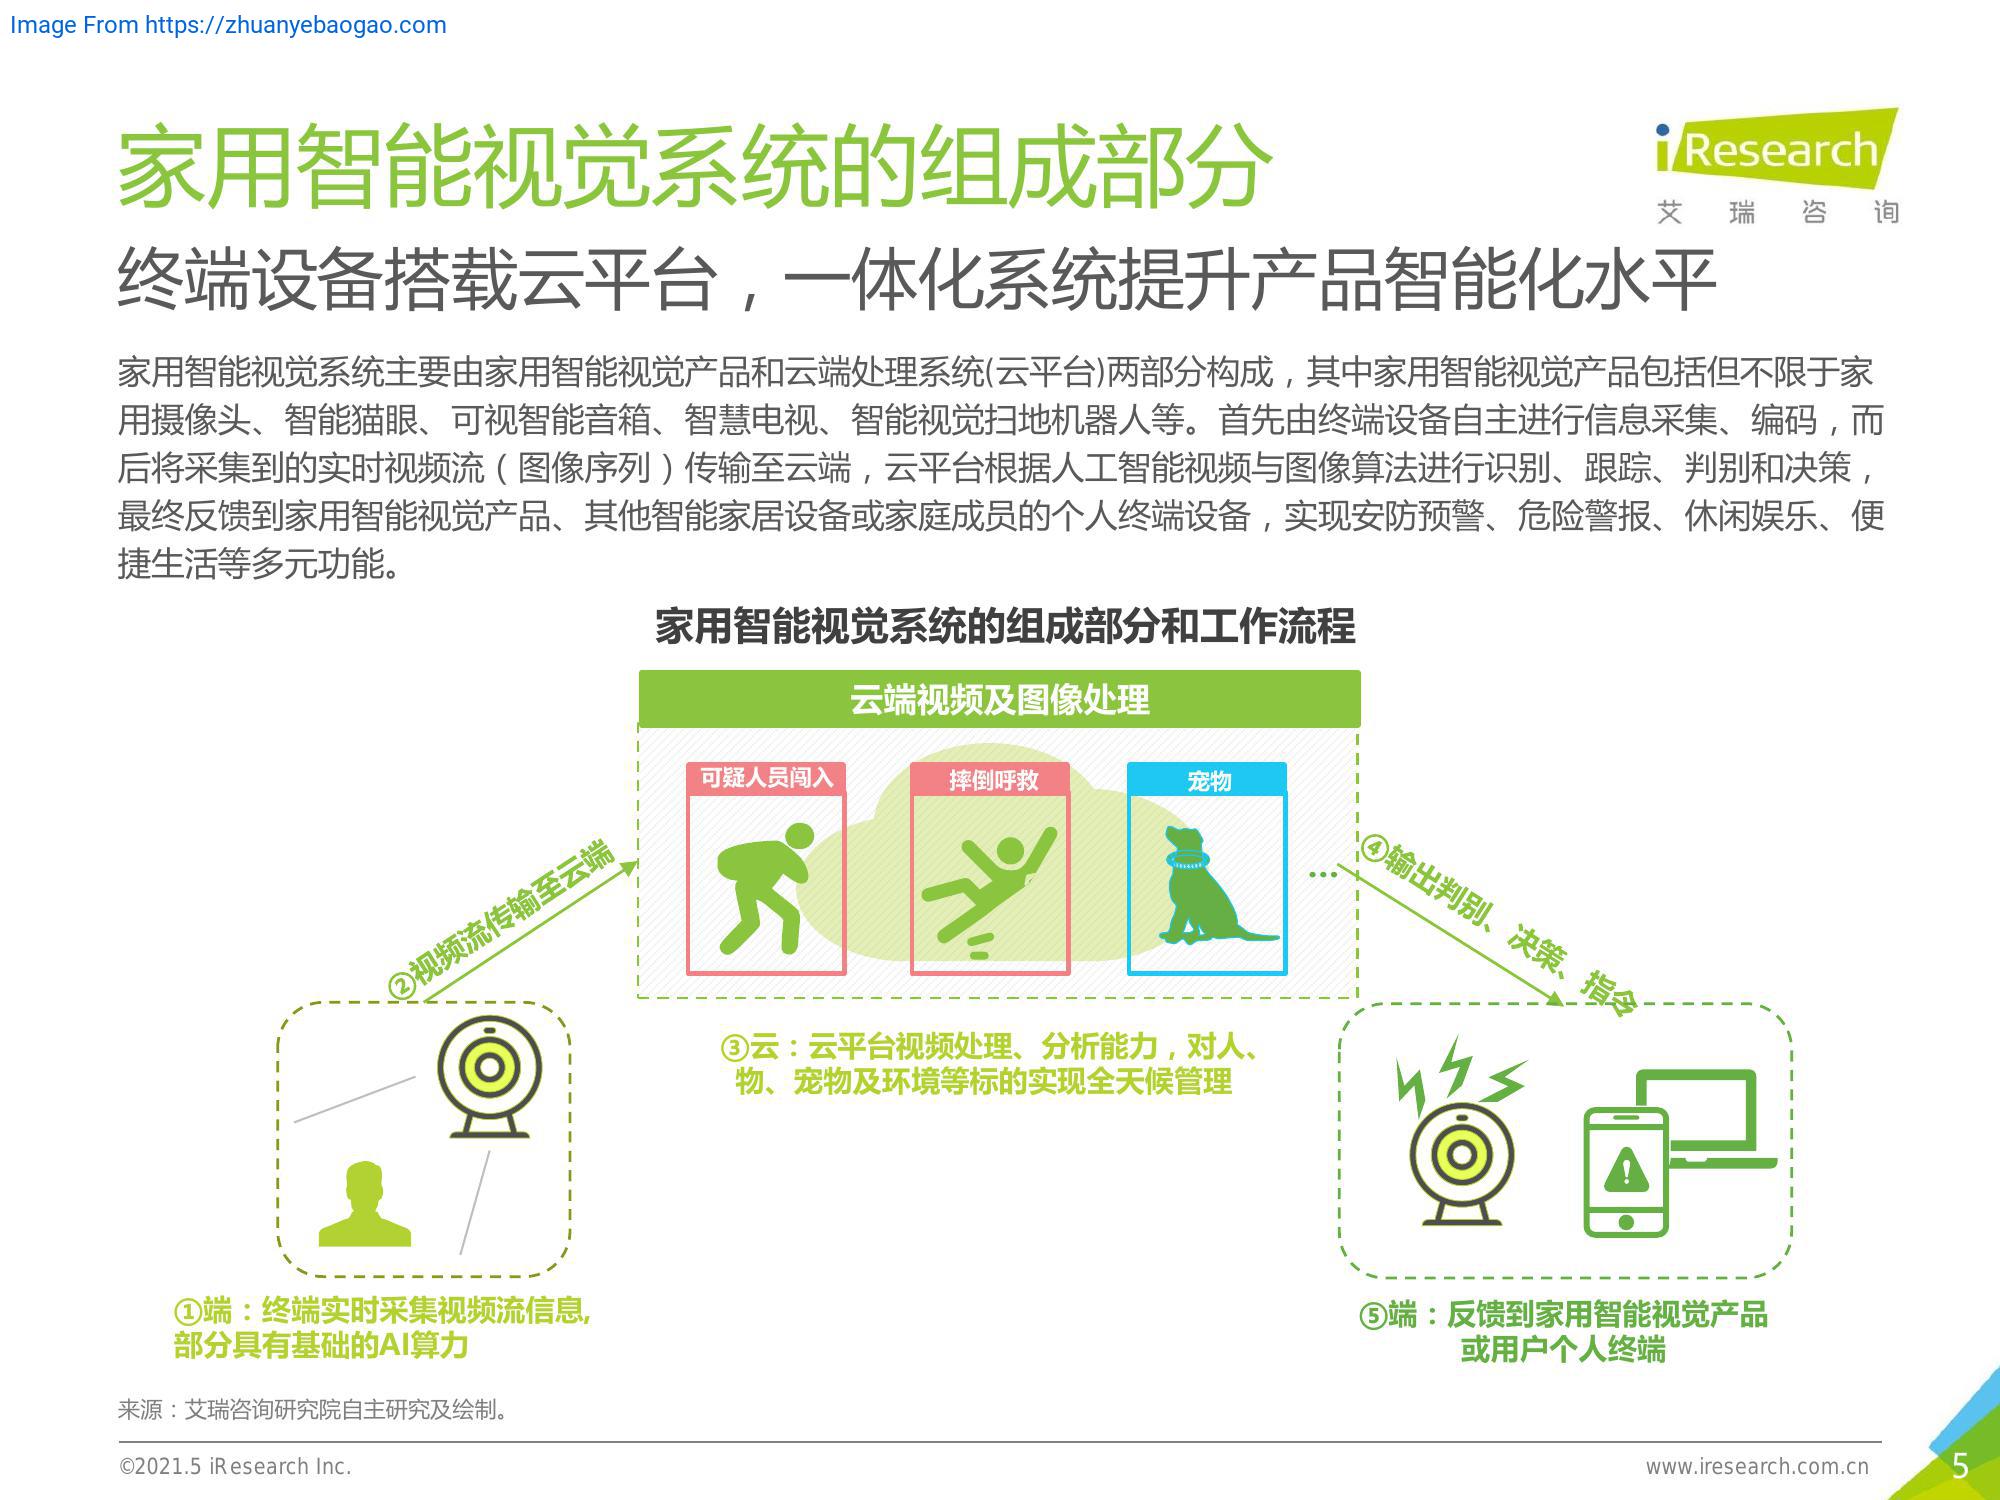 Image From https://zhuanyebaogao.com
家用智能视觉系统的组成部分
iResearch
艾瑞咨询
终端设备搭载云平台，一体化系统提升产品智能化水平
家用智能视觉系统主要由家用智能视觉产品和云端处理系统(云平台)两部分构成，其中家用智能视觉产品包括但不限于家
用摄像头、智能猫眼、可视智能音箱、智慧电视、智能视觉扫地机器人等。首先由终端设备自主进行信息采集、编码，而
后将采集到的实时视频流（图像序列）传输至云端，云平台根据人工智能视频与图像算法进行识别、跟踪、判别和决策，
最终反馈到家用智能视觉产品、其他智能家居设备或家庭成员的个人终端设备，实现安防预警、危险警报、休闲娱乐、便
捷生活等多元功能。
家用智能视觉系统的组成部分和工作流程
云端视频及图像处理
可疑人员闯入
摔倒呼救
宠物
…
②视频流传输至云端
④输出判别、决策、指令
③云：云平台视频处理、分析能力，对人、
物、宠物及环境等标的实现全天候管理
①端：终端实时采集视频流信息,
部分具有基础的AI算力
⑤端：反馈到家用智能视觉产品
或用户个人终端
来源：艾瑞咨询研究院自主研究及绘制。
©2021.5 iResearch Inc.
www.iresearch.com.cn
5